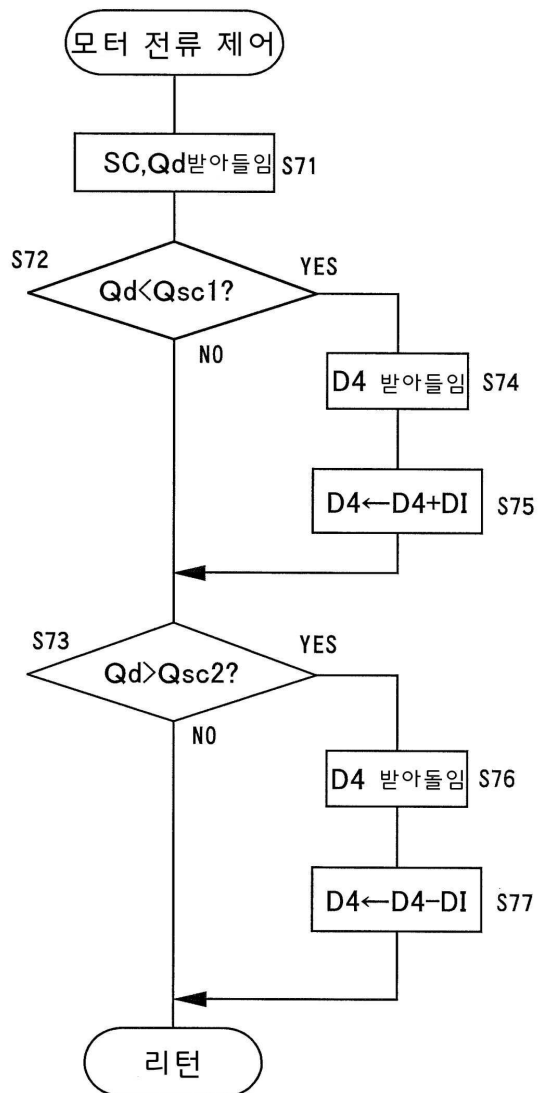 모터 전류 제어
SC,Qd받아들임 S71
S72
Qd<Qsc1?
YES
NO
D4 받아들임 S74
D4←D4+DI S75
S73
Qd>Qsc2?
YES
NO
D4 받아돌임 S76
D4←D4-DI S77
리턴